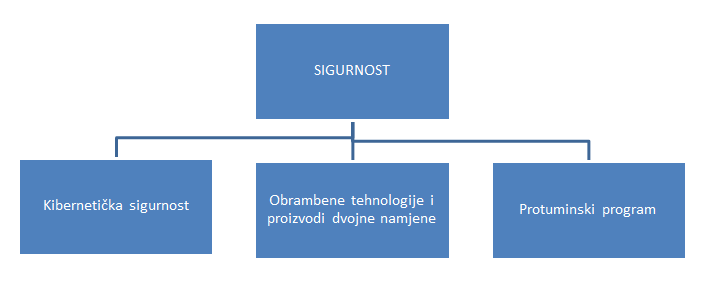 SIGURNOST
Kibernetička sigurnost
Obrambene tehnologije i
proizvodi dvojne namjene
Protuminski program